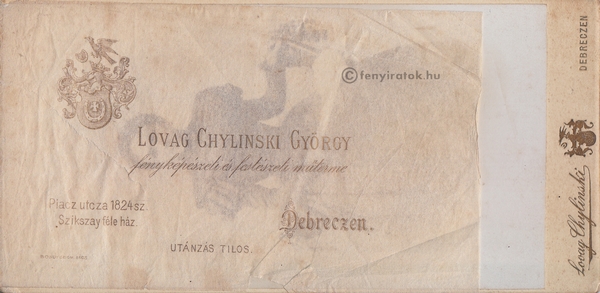 ©fenyiratok.hu
LOVAG CHYLINSKI GYÖRGY
fényképészeti és festészeti műterme
Piacz utcza 1824 sz.
Szikszay féle ház.
Debreczen.
UTÁNZÁS TILOS.
DEBRECZEN
Lovag Chylinski